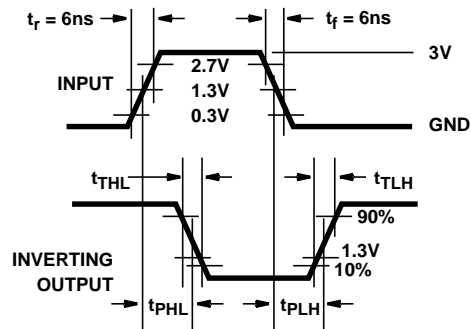 tr = 6ns
tf = 6ns
3V
2.7V
INPUT
1.3V
0.3V
GND
tTHL
tTLH
90%
INVERTING
OUTPUT
1.3V
10%
tPHL
tPLH